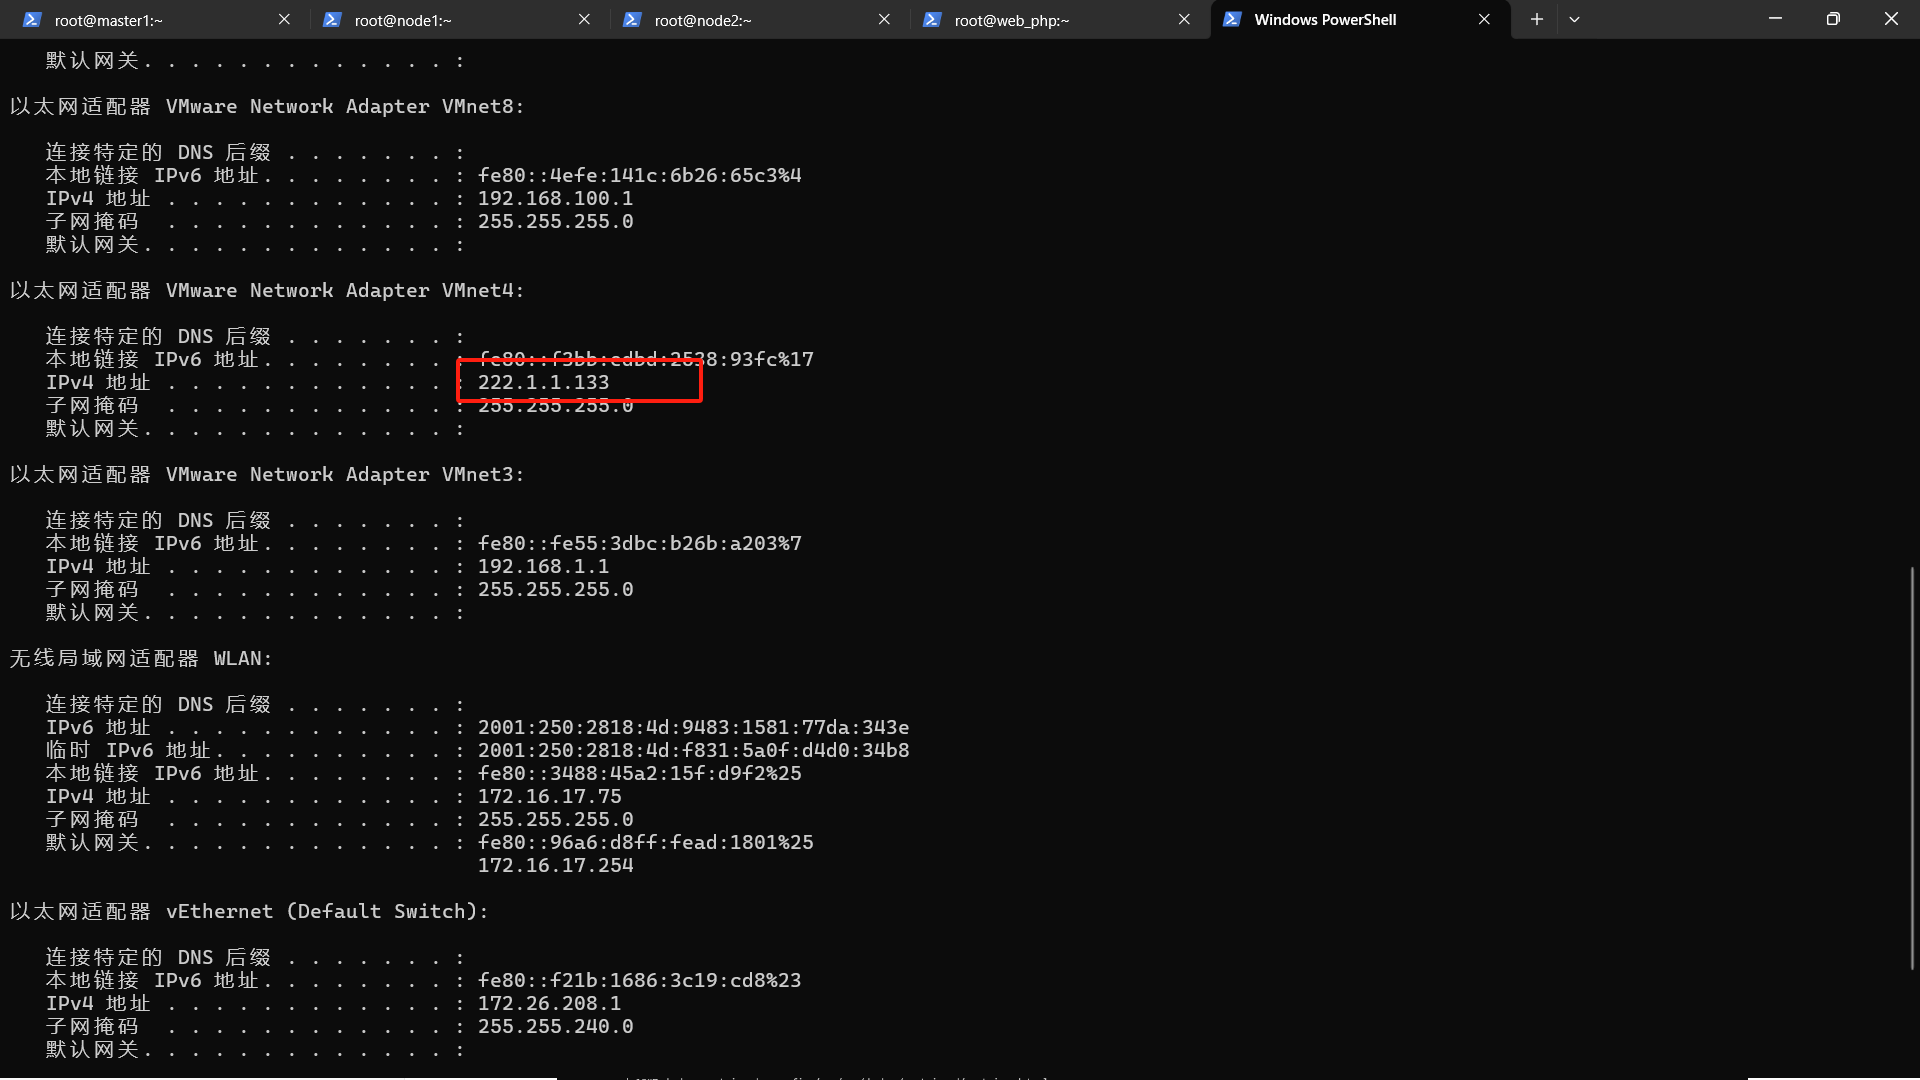 root@master1:~
root@node1:~
root@node2:~
root@web_php:~
Windows PowerShell
默认网关. . . . . . . . . . . . . :
以太网适配器 VMware Network Adapter VMnet8:
连接特定的 DNS 后缀 . . . . . . . :
本地链接 IPv6 地址. . . . . . . . : fe80::4efe:141c:6b26:65c3%4
IPv4 地址 . . . . . . . . . . . . : 192.168.100.1
子网掩码  . . . . . . . . . . . . : 255.255.255.0
默认网关. . . . . . . . . . . . . :
以太网适配器 VMware Network Adapter VMnet4:
连接特定的 DNS 后缀 . . . . . . . :
本地链接 IPv6 地址. . . . . . . . : fe80::f3bb:cdbd:2538:93fc%17
IPv4 地址 . . . . . . . . . . . . : 222.1.1.133
子网掩码  . . . . . . . . . . . . : 255.255.255.0
默认网关. . . . . . . . . . . . . :
以太网适配器 VMware Network Adapter VMnet3:
连接特定的 DNS 后缀 . . . . . . . :
本地链接 IPv6 地址. . . . . . . . : fe80::fe55:3dbc:b26b:a203%7
IPv4 地址 . . . . . . . . . . . . : 192.168.1.1
子网掩码  . . . . . . . . . . . . : 255.255.255.0
默认网关. . . . . . . . . . . . . :
无线局域网适配器 WLAN:
连接特定的 DNS 后缀 . . . . . . . :
IPv6 地址 . . . . . . . . . . . . : 2001:250:2818:4d:9483:1581:77da:343e
临时 IPv6 地址. . . . . . . . . . : 2001:250:2818:4d:f831:5a0f:d4d0:34b8
本地链接 IPv6 地址. . . . . . . . : fe80::3488:45a2:15f:d9f2%25
IPv4 地址 . . . . . . . . . . . . : 172.16.17.75
子网掩码  . . . . . . . . . . . . : 255.255.255.0
默认网关. . . . . . . . . . . . . : fe80::96a6:d8ff:fead:1801%25
172.16.17.254
以太网适配器 vEthernet (Default Switch):
连接特定的 DNS 后缀 . . . . . . . :
本地链接 IPv6 地址. . . . . . . . : fe80::f21b:1686:3c19:cd8%23
IPv4 地址 . . . . . . . . . . . . : 172.26.208.1
子网掩码  . . . . . . . . . . . . : 255.255.240.0
默认网关. . . . . . . . . . . . . :